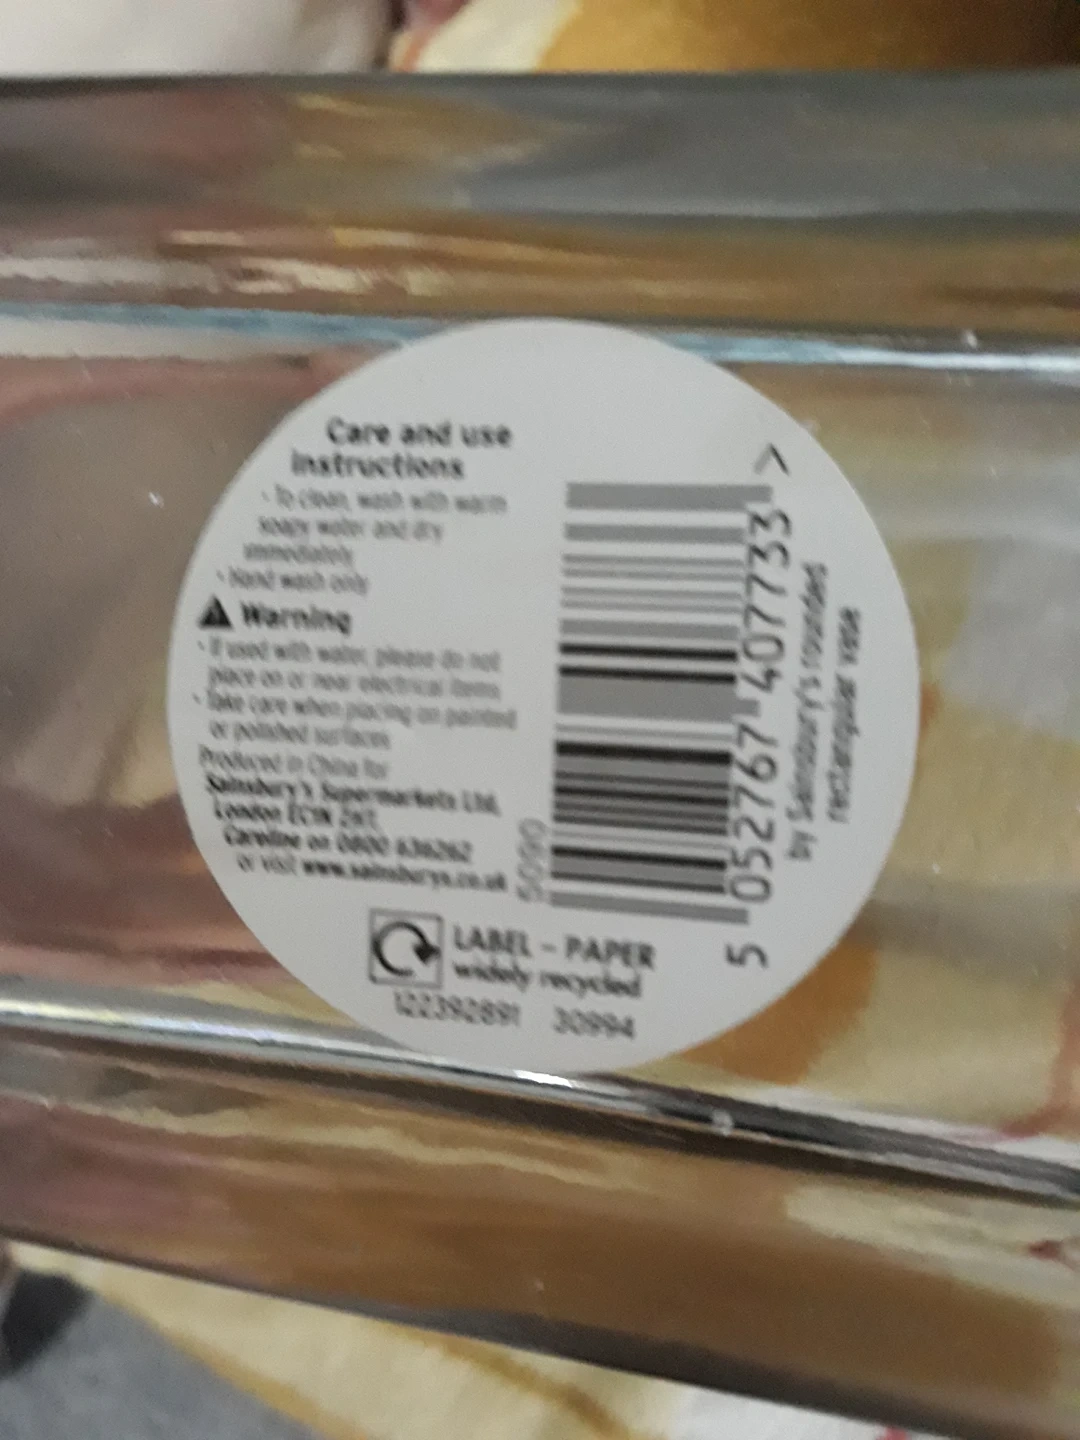 Care and use
instructions
· To clean, wash with warm
soapy water and dry
immediately
· Hand wash only
Warning
· If used with water, please do not
place on or near electrical items
· Take care when placing on painted
or polished surfaces
Produced in China for
Sainsbury's Supermarkets Ltd,
London EC1N 2HT,
Careline on 0800 636262
or visit www.sainsburys.co.uk
5090
5 052767 407733 >
by Sainsbury's rounded
rectangular vase
LABEL - PAPER
widely recycled
122392891 30994